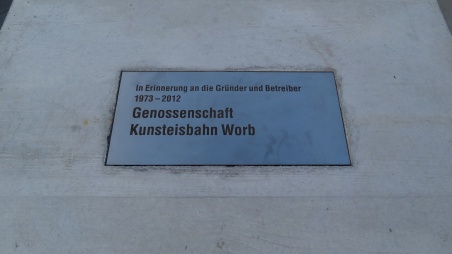 In Erinnerung an die Gründer und Betreiber
1973 – 2012
Genossenschaft
Kunsteisbahn Worb